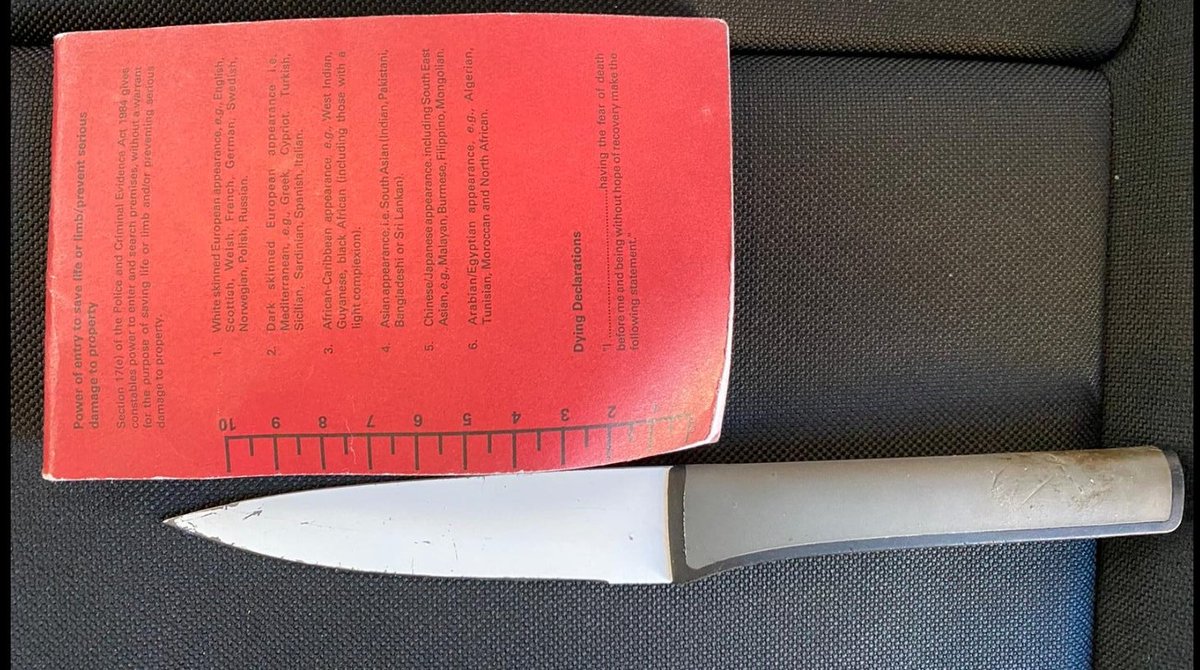 Power of entry to save life or limb/prevent serious
damage to property
Section 17(e) of the Police and Criminal Evidence Act 1984 gives
constables power to enter and search premises, without a warrant
for the purpose of saving life or limb and/or preventing serious
damage to property.
1. White skinned European appearance, e.g., English,
Scottish, Welsh, French, German, Swedish,
Norwegian, Polish, Russian.
2. Dark skinned European appearance i.e.
Mediterranean, e.g., Greek, Cypriot, Turkish,
Sicilian, Sardinian, Spanish, Italian.
3. African-Caribbean appearance, e.g., West Indian,
Guyanese, black African (including those with a
light complexion).
4. Asian appearance, i.e. South Asian (Indian, Pakistani,
Bangladeshi or Sri Lankan).
5. Chinese/Japanese appearance, including South East
Asian, e.g., Malayan, Burmese, Filippino, Mongolian.
6. Arabian/Egyptian appearance, e.g., Algerian,
Tunisian, Moroccan and North African.
Dying Declarations
"I ..............................having the fear of death
before me and being without hope of recovery make the
following statement."
10 9 8 7 6 5 4 3 2